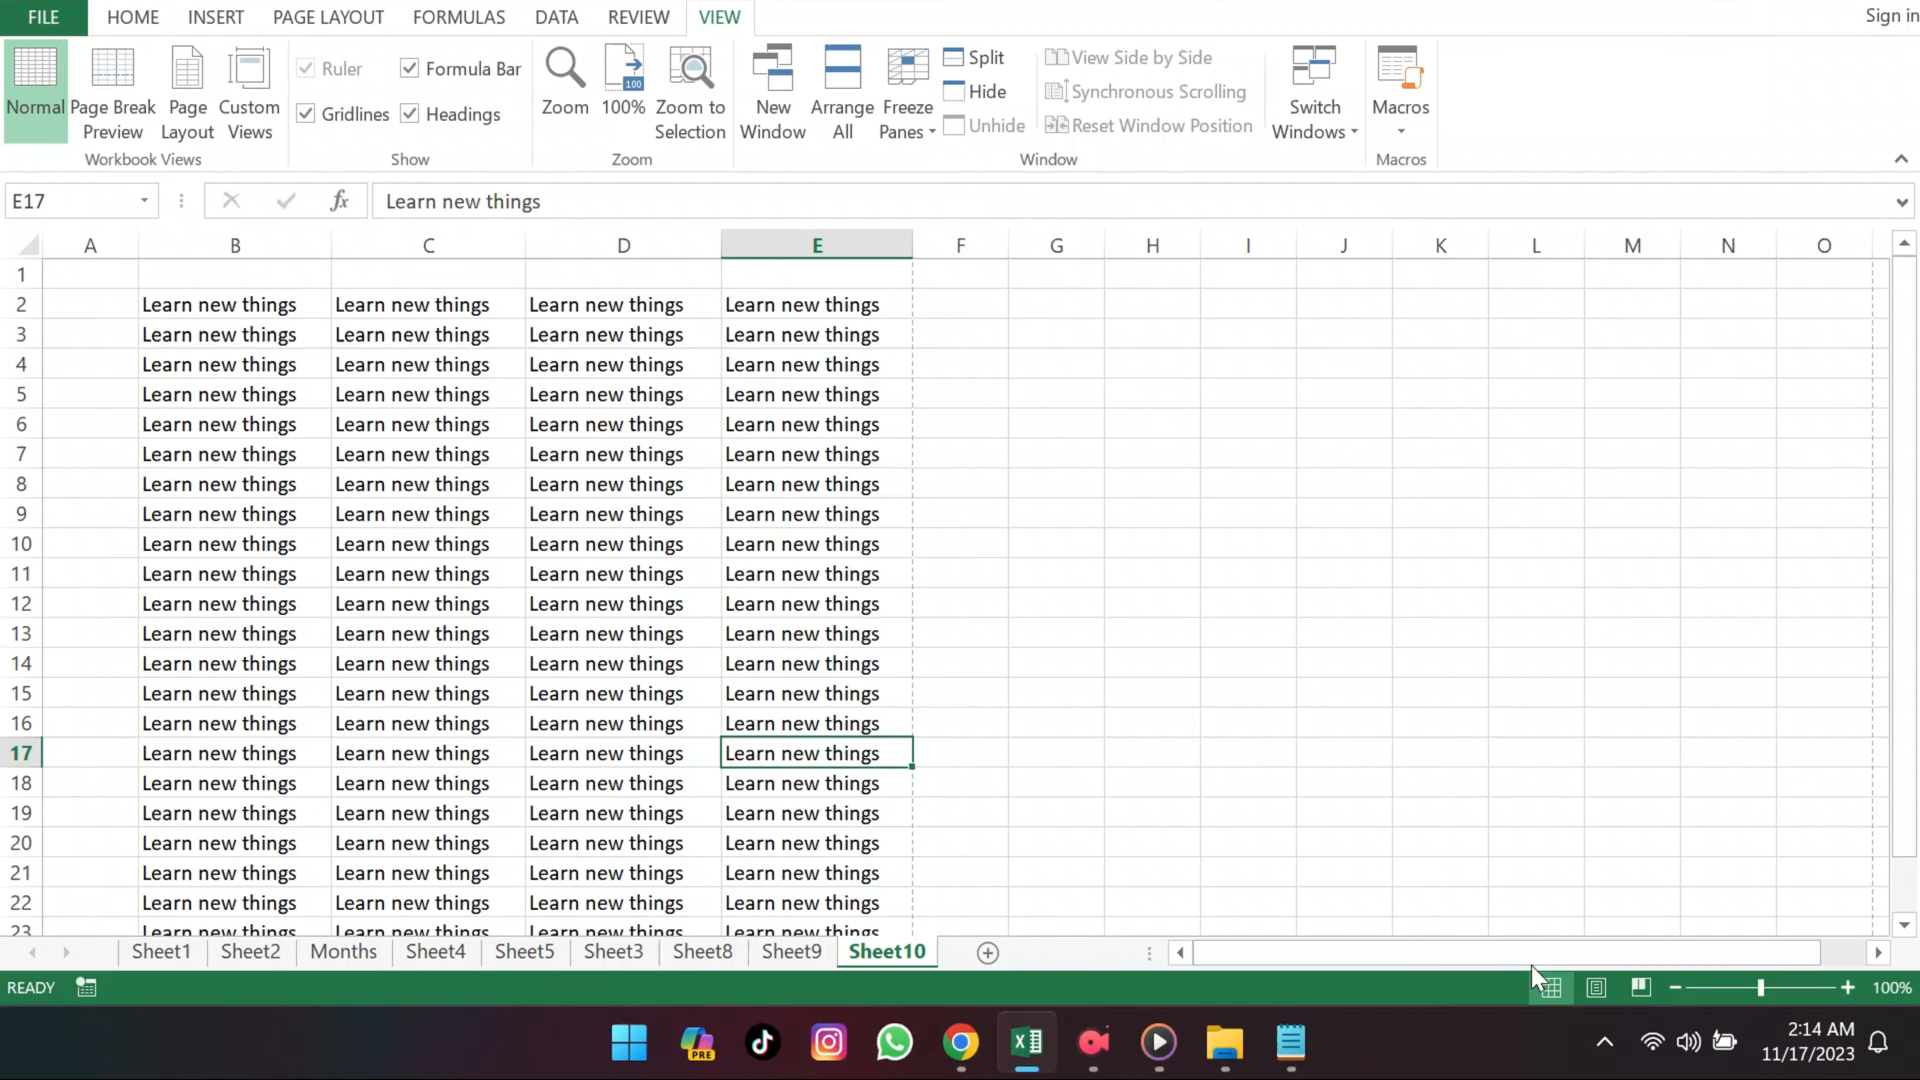 FILE HOME INSERT PAGE LAYOUT FORMULAS DATA REVIEW VIEW Sign in
Normal Page Break Preview Page Layout Custom Views
Ruler Formula Bar
Gridlines Headings
Zoom 100% Zoom to Selection
New Window Arrange All Freeze Panes
Split
Hide
Unhide
View Side by Side
Synchronous Scrolling
Reset Window Position
Switch Windows
Macros
Workbook Views Show Zoom Window Macros
E17 fx Learn new things
A B C D E F G H I J K L M N O
1
2 Learn new things Learn new things Learn new things Learn new things
3 Learn new things Learn new things Learn new things Learn new things
4 Learn new things Learn new things Learn new things Learn new things
5 Learn new things Learn new things Learn new things Learn new things
6 Learn new things Learn new things Learn new things Learn new things
7 Learn new things Learn new things Learn new things Learn new things
8 Learn new things Learn new things Learn new things Learn new things
9 Learn new things Learn new things Learn new things Learn new things
10 Learn new things Learn new things Learn new things Learn new things
11 Learn new things Learn new things Learn new things Learn new things
12 Learn new things Learn new things Learn new things Learn new things
13 Learn new things Learn new things Learn new things Learn new things
14 Learn new things Learn new things Learn new things Learn new things
15 Learn new things Learn new things Learn new things Learn new things
16 Learn new things Learn new things Learn new things Learn new things
17 Learn new things Learn new things Learn new things Learn new things
18 Learn new things Learn new things Learn new things Learn new things
19 Learn new things Learn new things Learn new things Learn new things
20 Learn new things Learn new things Learn new things Learn new things
21 Learn new things Learn new things Learn new things Learn new things
22 Learn new things Learn new things Learn new things Learn new things
23 Learn new things Learn new things Learn new things Learn new things
Sheet1 Sheet2 Months Sheet4 Sheet5 Sheet3 Sheet8 Sheet9 Sheet10
READY 100%
PRE
2:14 AM
11/17/2023